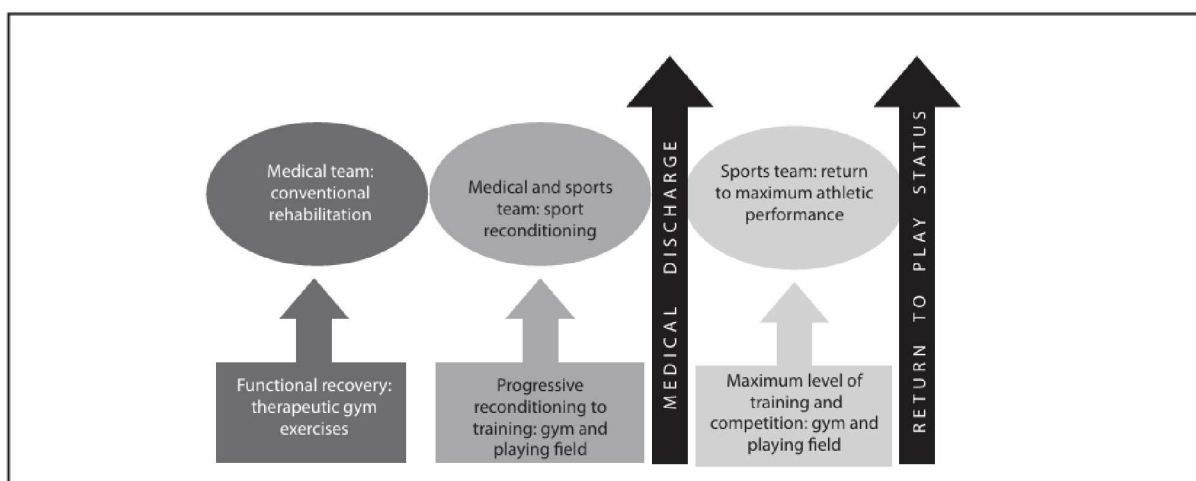 Medical team:
conventional
rehabilitation
Medical and sports
team: sport
reconditioning
MEDICAL DISCHARGE
Sports team: return
to maximum athletic
performance
RETURN TO PLAY STATUS
Functional recovery:
therapeutic gym
exercises
Progressive
reconditioning to
training: gym and
playing field
Maximum level of
training and
competition: gym and
playing field